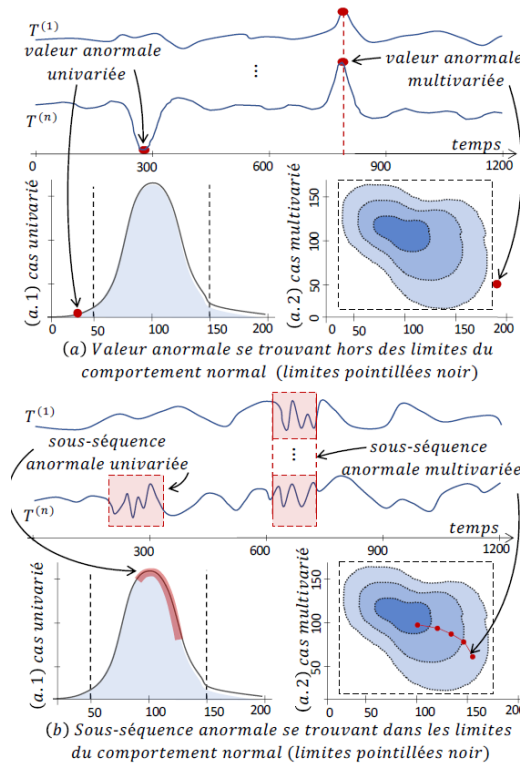 T(1)
valeur anormale
univariée
⋮
valeur anormale
multivariée
T(n)
temps
0 300 600 900 1200
(a.1) cas univarié
0 50 100 150 200
(a.2) cas multivarié
50 100 150
0 50 100 150 200
(a) Valeur anormale se trouvant hors des limites du
comportement normal (limites pointillées noir)
T(1)
sous-séquence
anormale univariée
⋮
sous-séquence
anormale multivariée
T(n)
temps
300 600 900 1200
(a.1) cas univarié
50 100 150 200
(a.2) cas multivarié
50 100 150
0 50 100 150 200
(b) Sous-séquence anormale se trouvant dans les limites
du comportement normal (limites pointillées noir)